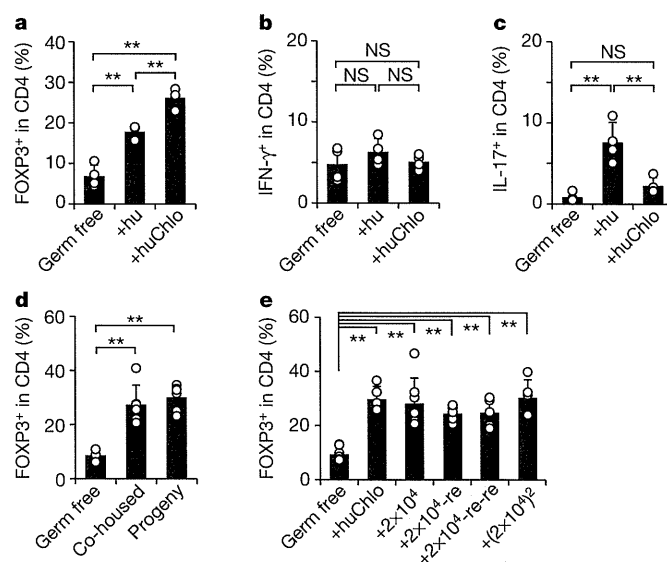 a
FOXP3⁺ in CD4 (%)
40
30
20
10
0
**
**
**
Germ free
+hu
+huChlo
b
IFN-γ⁺ in CD4 (%)
20
10
0
NS
NS
NS
Germ free
+hu
+huChlo
c
IL-17⁺ in CD4 (%)
20
10
0
NS
**
**
Germ free
+hu
+huChlo
d
FOXP3⁺ in CD4 (%)
60
40
20
0
**
**
Germ free
Co-housed
Progeny
e
FOXP3⁺ in CD4 (%)
60
40
20
0
**
**
**
**
**
Germ free
+huChlo
+2×10⁴
+2×10⁴-re
+2×10⁴-re-re
+(2×10⁴)²